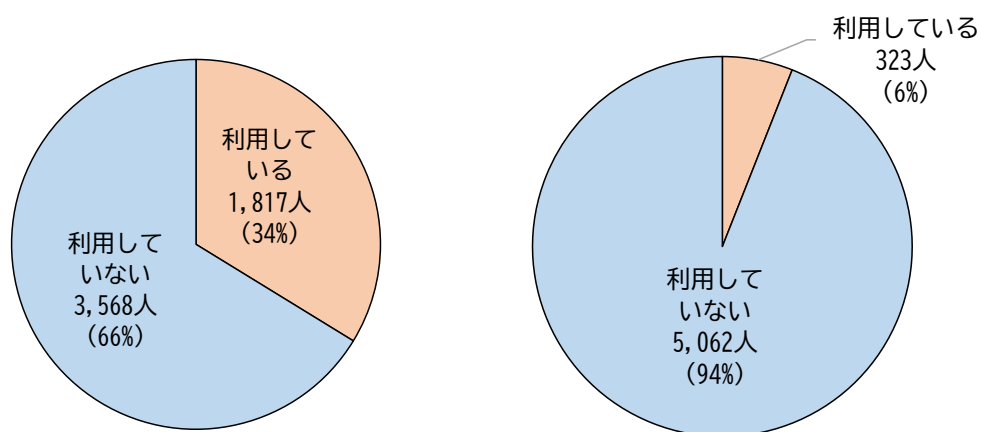 利用して
いる
1,817人
(34%)
利用して
いない
3,568人
(66%)
利用している
323人
(6%)
利用して
いない
5,062人
(94%)